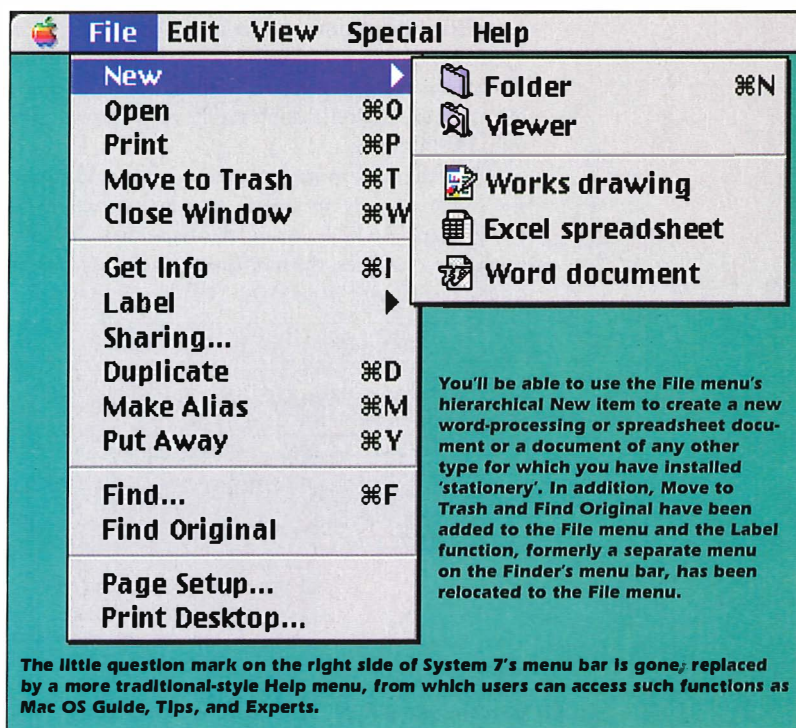 File Edit View Special Help
New
Open ⌘O
Print ⌘P
Move to Trash ⌘T
Close Window ⌘W
Get Info ⌘I
Label
Sharing...
Duplicate ⌘D
Make Alias ⌘M
Put Away ⌘Y
Find... ⌘F
Find Original
Page Setup...
Print Desktop...
Folder ⌘N
Viewer
Works drawing
Excel spreadsheet
Word document
You'll be able to use the File menu's
hierarchical New item to create a new
word-processing or spreadsheet docu-
ment or a document of any other
type for which you have installed
'stationery'. In addition, Move to
Trash and Find Original have been
added to the File menu and the Label
function, formerly a separate menu
on the Finder's menu bar, has been
relocated to the File menu.
The little question mark on the right side of System 7's menu bar is gone, replaced
by a more traditional-style Help menu, from which users can access such functions as
Mac OS Guide, Tips, and Experts.